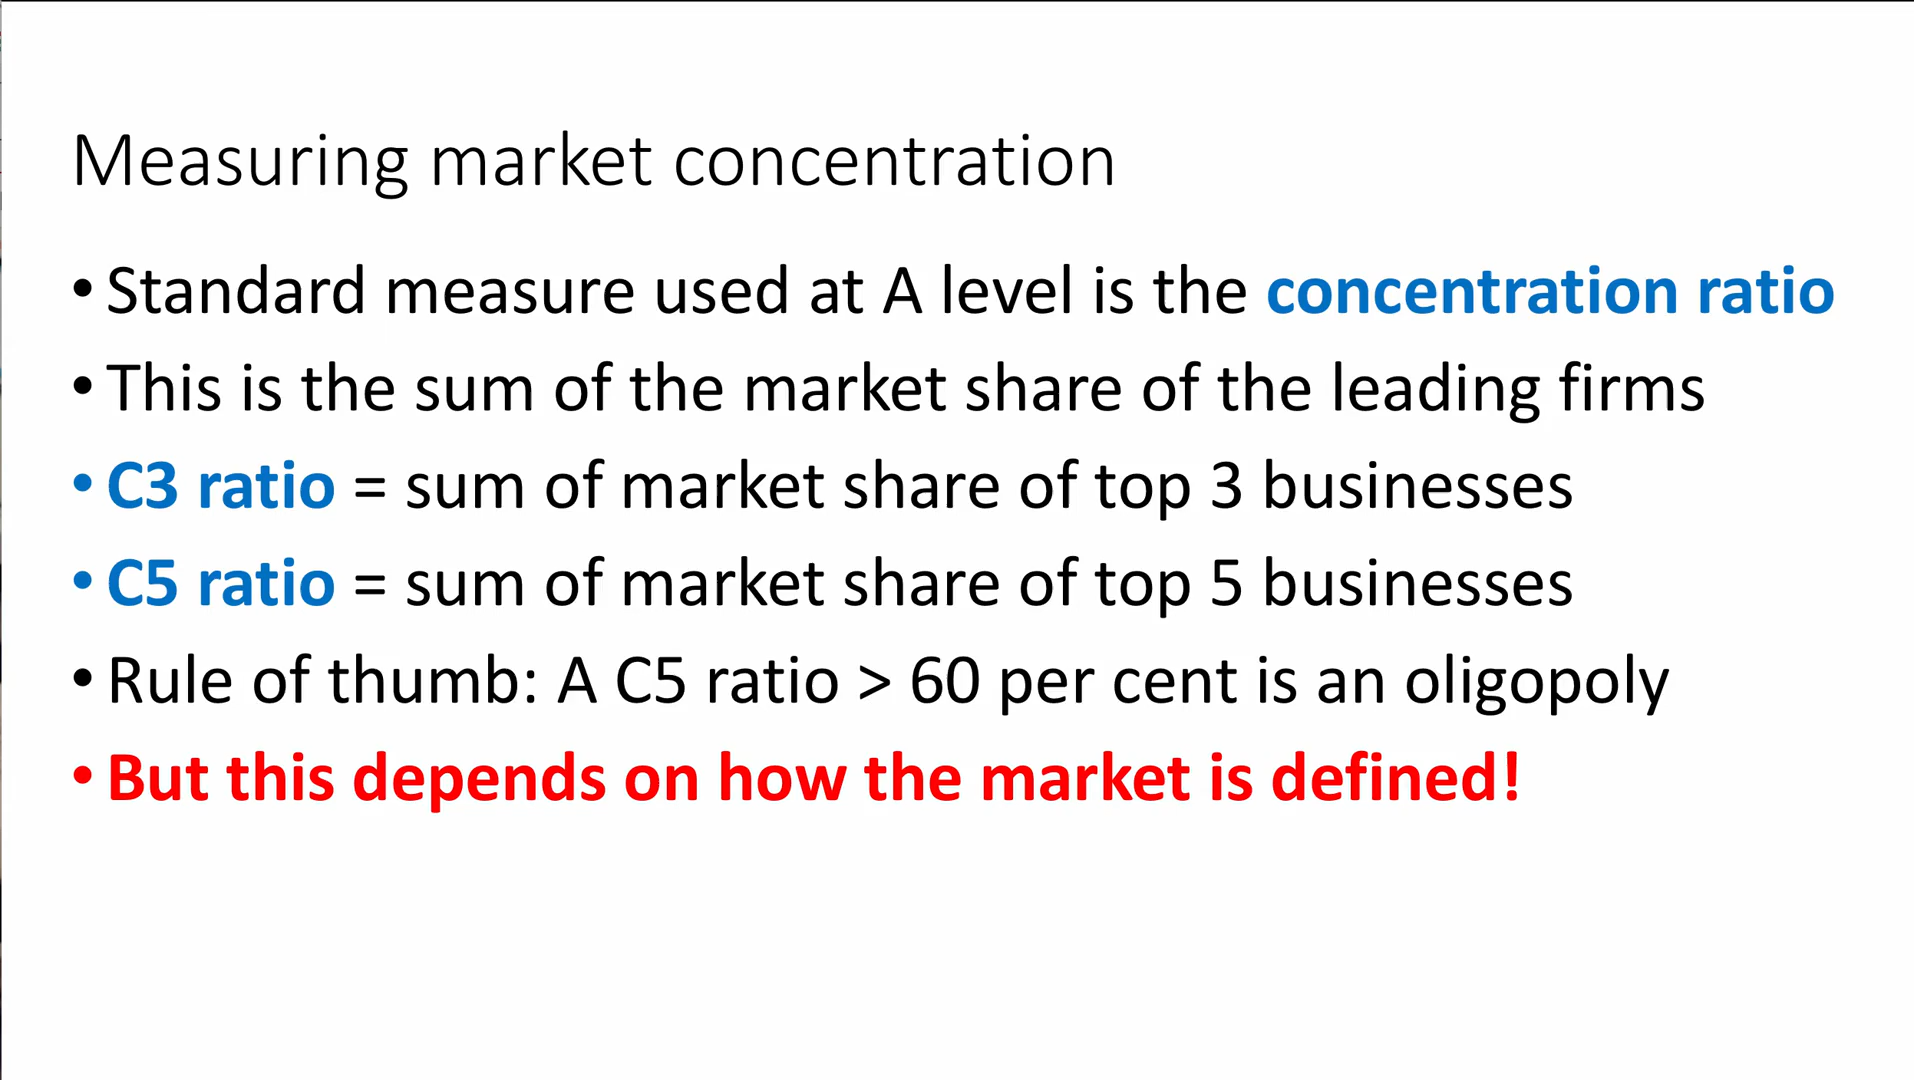 Measuring market concentration
• Standard measure used at A level is the concentration ratio
• This is the sum of the market share of the leading firms
• C3 ratio = sum of market share of top 3 businesses
• C5 ratio = sum of market share of top 5 businesses
• Rule of thumb: A C5 ratio > 60 per cent is an oligopoly
• But this depends on how the market is defined!